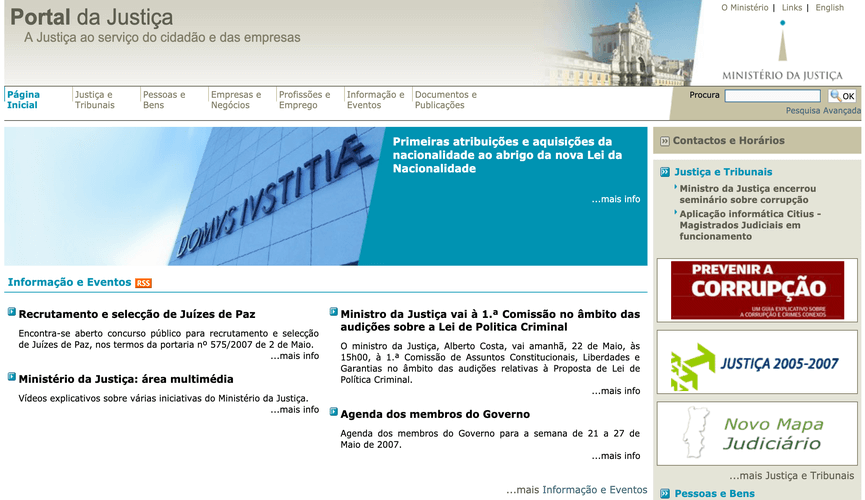 Portal da Justiça
A Justiça ao serviço do cidadão e das empresas
O Ministério | Links | English
MINISTÉRIO DA JUSTIÇA
Página
Inicial
Justiça e
Tribunais
Pessoas e
Bens
Empresas e
Negócios
Profissões e
Emprego
Informação e
Eventos
Documentos e
Publicações
Procura
OK
Pesquisa Avançada
DOMVS IVSTITIÆ
Primeiras atribuições e aquisições da
nacionalidade ao abrigo da nova Lei da
Nacionalidade
...mais info
Informação e Eventos RSS
Recrutamento e selecção de Juízes de Paz
Encontra-se aberto concurso público para recrutamento e selecção
de Juízes de Paz, nos termos da portaria nº 575/2007 de 2 de Maio.
...mais info
Ministério da Justiça: área multimédia
Vídeos explicativos sobre várias iniciativas do Ministério da Justiça.
...mais info
Ministro da Justiça vai à 1.ª Comissão no âmbito das
audições sobre a Lei de Politica Criminal
O ministro da Justiça, Alberto Costa, vai amanhã, 22 de Maio, às
15h00, à 1.ª Comissão de Assuntos Constitucionais, Liberdades e
Garantias no âmbito das audições relativas à Proposta de Lei de
Política Criminal.
...mais info
Agenda dos membros do Governo
Agenda dos membros do Governo para a semana de 21 a 27 de
Maio de 2007.
...mais info
...mais Informação e Eventos
Contactos e Horários
Justiça e Tribunais
Ministro da Justiça encerrou
seminário sobre corrupção
Aplicação informática Citius -
Magistrados Judiciais em
funcionamento
PREVENIR A
CORRUPÇÃO
UM GUIA EXPLICATIVO SOBRE
A CORRUPÇÃO E CRIMES CONEXOS
JUSTIÇA 2005-2007
Novo Mapa
Judiciário
...mais Justiça e Tribunais
Pessoas e Bens